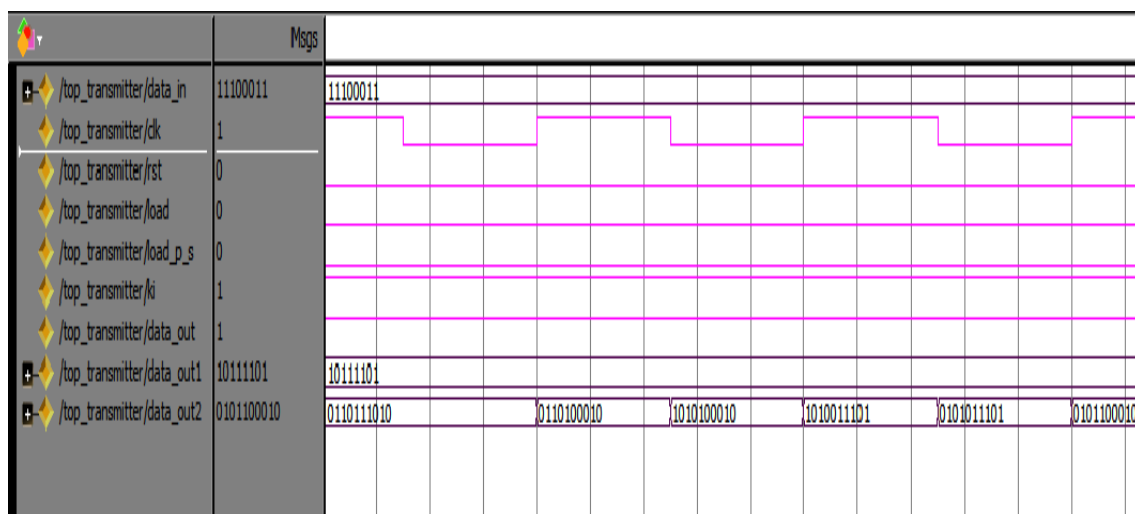 Msgs
/top_transmitter/data_in 11100011 11100011
/top_transmitter/clk 1
/top_transmitter/rst 0
/top_transmitter/load 0
/top_transmitter/load_p_s 0
/top_transmitter/ki 1
/top_transmitter/data_out 1
/top_transmitter/data_out1 10111101 10111101
/top_transmitter/data_out2 0101100010 0110111010 0110100010 1010100010 1010011101 0101011101 0101100010